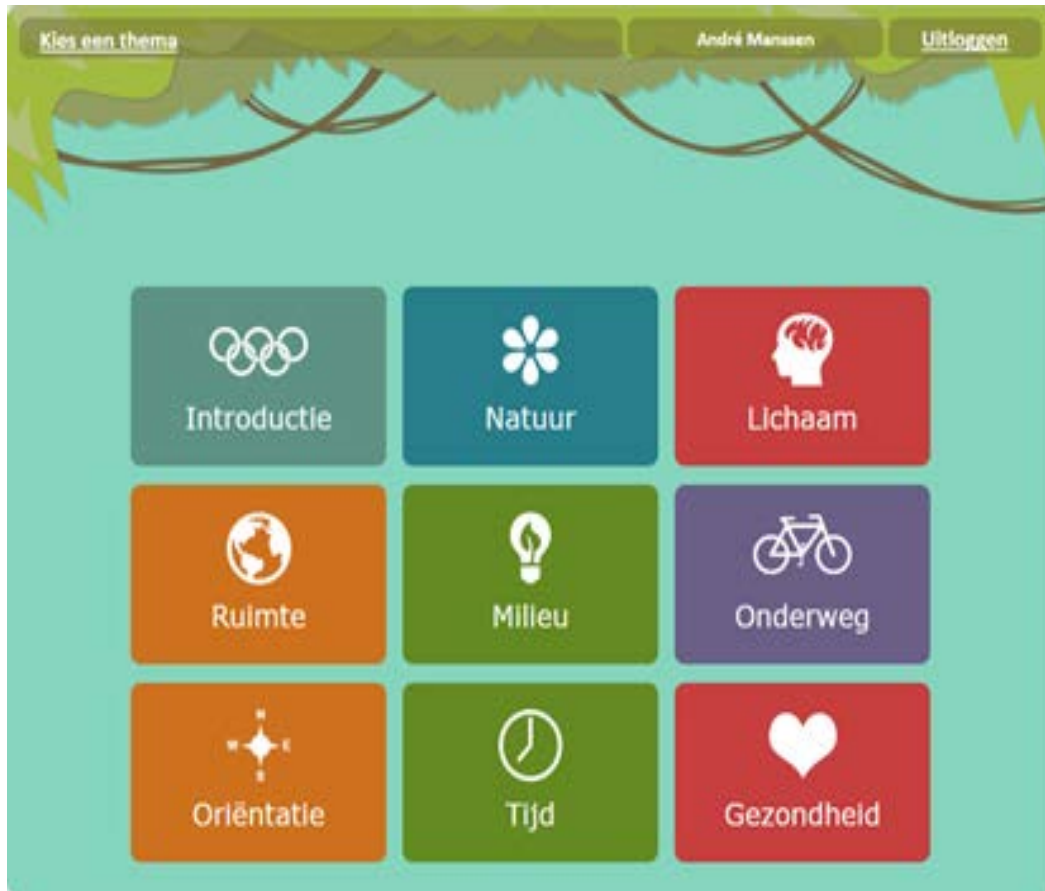 Kies een thema
André Manssen
Uitloggen
Introductie
Natuur
Lichaam
Ruimte
Milieu
Onderweg
N
W E
S
Oriëntatie
Tijd
Gezondheid